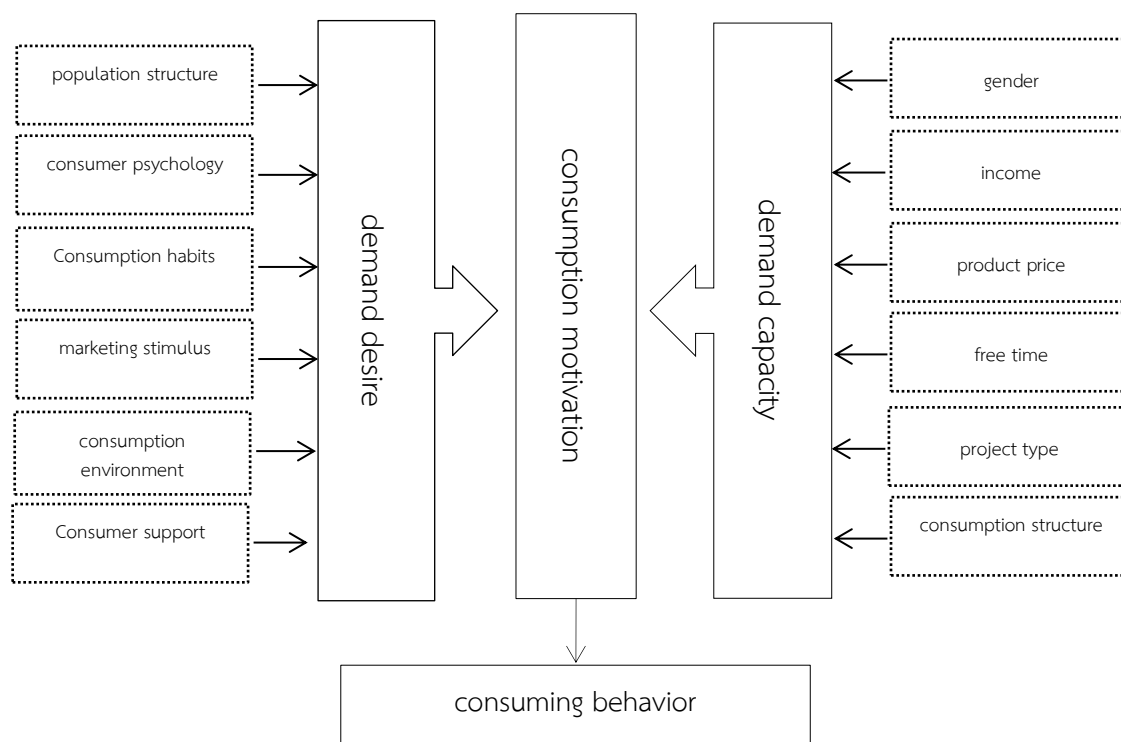 population structure
consumer psychology
Consumption habits
marketing stimulus
consumption
environment
Consumer support
demand desire
consumption motivation
demand capacity
gender
income
product price
free time
project type
consumption structure
consuming behavior